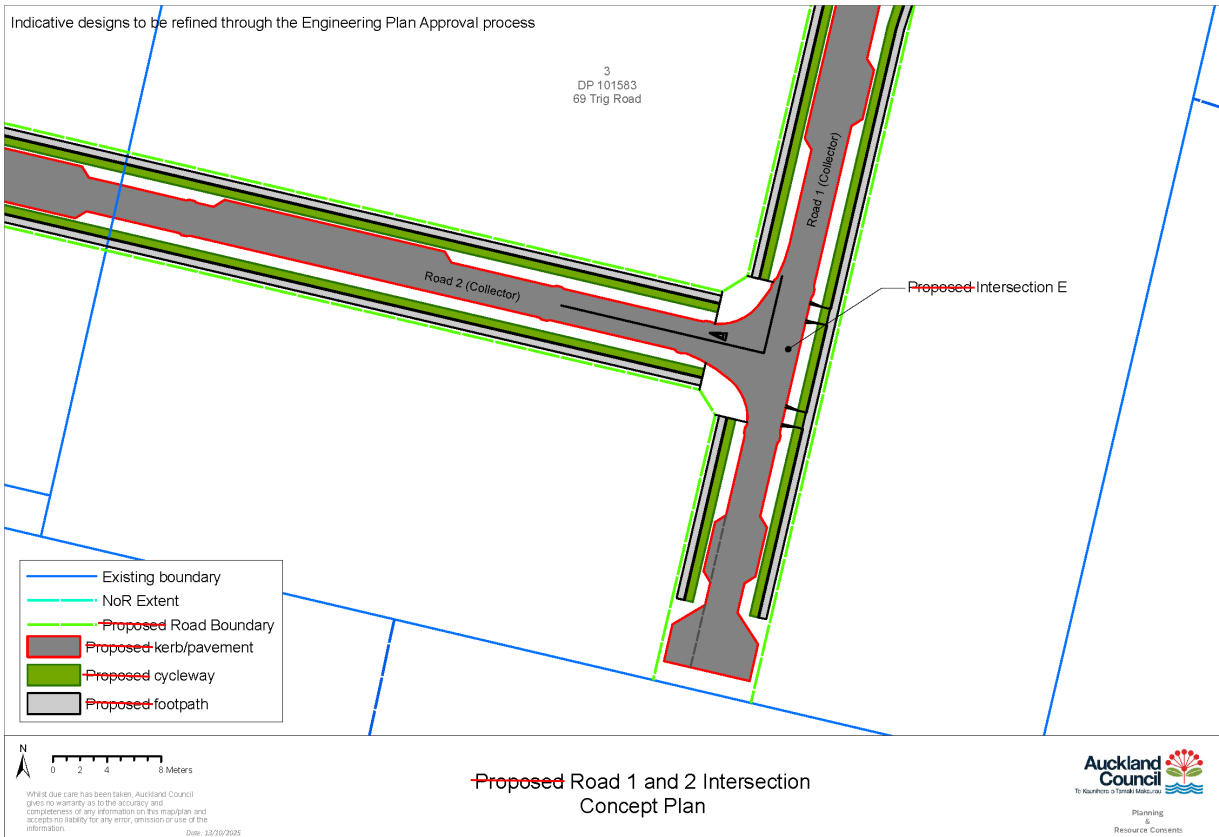 Indicative designs to be refined through the Engineering Plan Approval process
3
DP 101583
69 Trig Road
Road 1 (Collector)
Road 2 (Collector)
Proposed Intersection E
Existing boundary
NoR Extent
Proposed Road Boundary
Proposed kerb/pavement
Proposed cycleway
Proposed footpath
N
0 2 4 8 Meters
Whilst due care has been taken, Auckland Council
gives no warranty as to the accuracy and
completeness of any information on this map/plan and
accepts no liability for any error, omission or use of the
information.
Date: 13/10/2025
Proposed Road 1 and 2 Intersection
Concept Plan
Auckland
Council
Te Kaunihera o Tāmaki Makaurau
Planning
&
Resource Consents